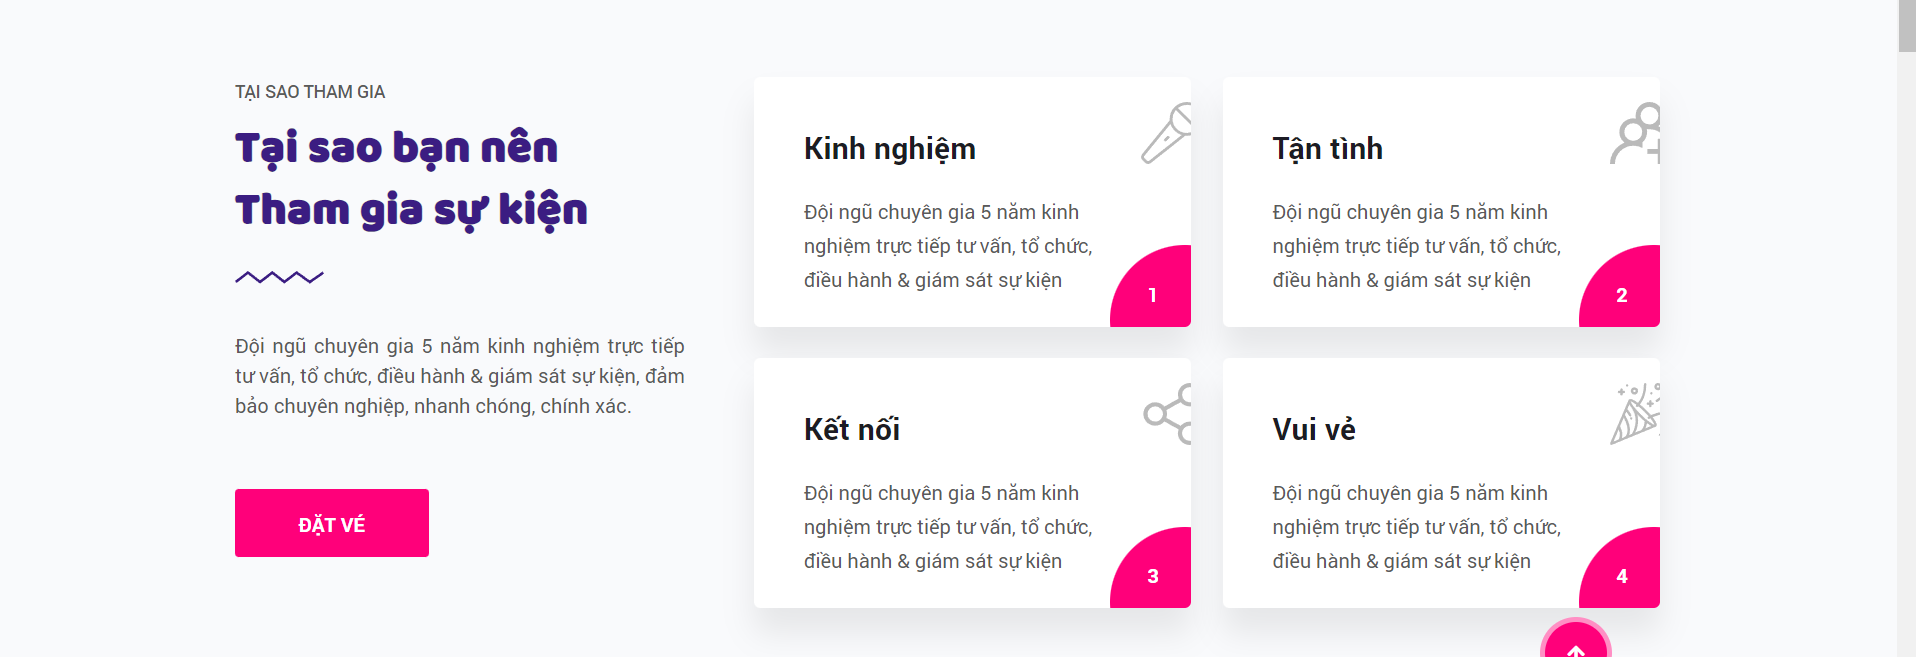 TẠI SAO THAM GIA
Tại sao bạn nên
Tham gia sự kiện
Đội ngũ chuyên gia 5 năm kinh nghiệm trực tiếp
tư vấn, tổ chức, điều hành & giám sát sự kiện, đảm
bảo chuyên nghiệp, nhanh chóng, chính xác.
ĐẶT VÉ
Kinh nghiệm
Đội ngũ chuyên gia 5 năm kinh
nghiệm trực tiếp tư vấn, tổ chức,
điều hành & giám sát sự kiện
1
Tận tình
Đội ngũ chuyên gia 5 năm kinh
nghiệm trực tiếp tư vấn, tổ chức,
điều hành & giám sát sự kiện
2
Kết nối
Đội ngũ chuyên gia 5 năm kinh
nghiệm trực tiếp tư vấn, tổ chức,
điều hành & giám sát sự kiện
3
Vui vẻ
Đội ngũ chuyên gia 5 năm kinh
nghiệm trực tiếp tư vấn, tổ chức,
điều hành & giám sát sự kiện
4